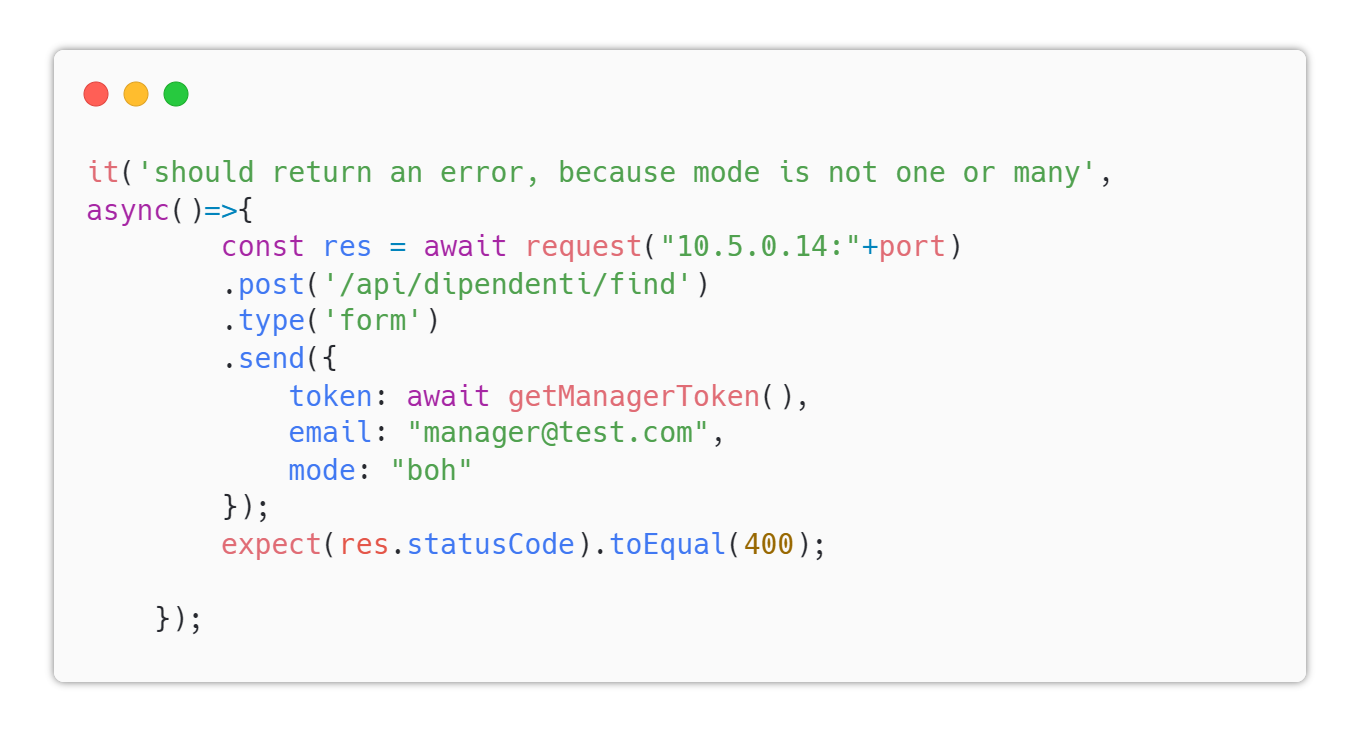 it('should return an error, because mode is not one or many',
async()=>{
        const res = await request("10.5.0.14:"+port)
        .post('/api/dipendenti/find')
        .type('form')
        .send({
            token: await getManagerToken(),
            email: "manager@test.com",
            mode: "boh"
        });
        expect(res.statusCode).toEqual(400);

    });